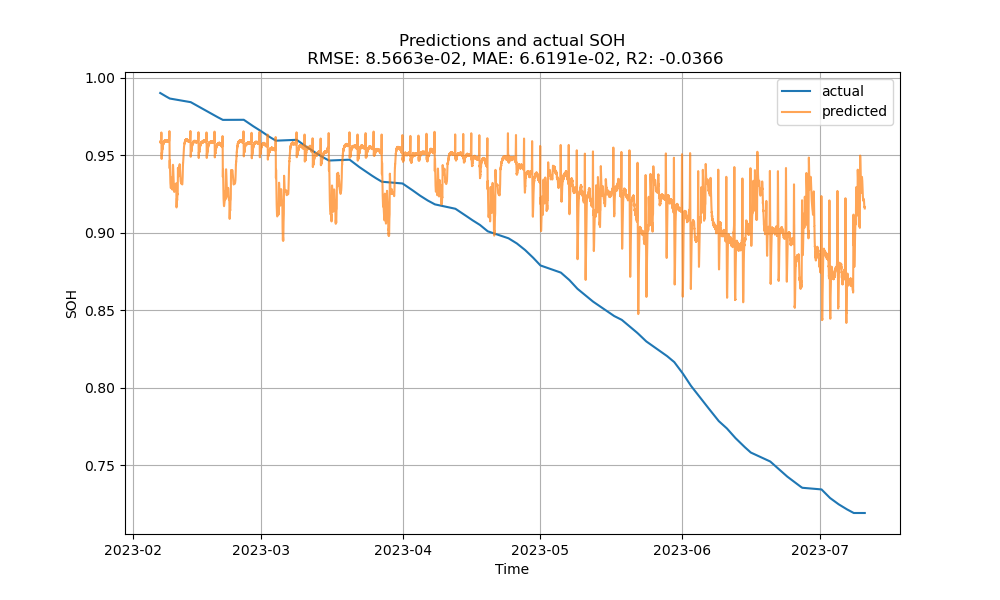 Predictions and actual SOH
RMSE: 8.5663e-02, MAE: 6.6191e-02, R2: -0.0366
actual
predicted
1.00
0.95
0.90
0.85
0.80
0.75
SOH
2023-02 2023-03 2023-04 2023-05 2023-06 2023-07
Time